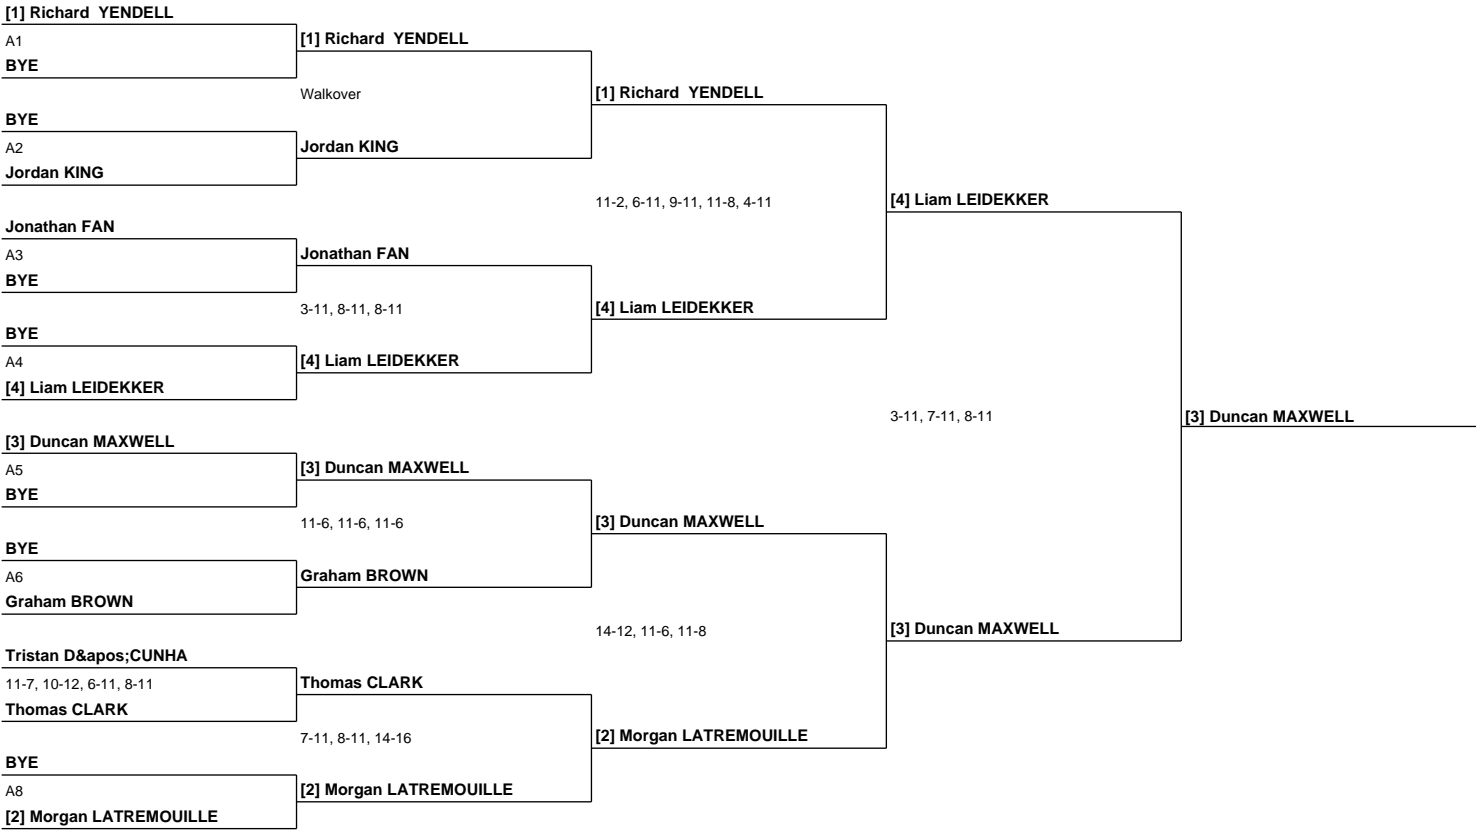 [1] Richard  YENDELL
A1
BYE
BYE
A2
Jordan KING
Jonathan FAN
A3
BYE
BYE
A4
[4] Liam LEIDEKKER
[3] Duncan MAXWELL
A5
BYE
BYE
A6
Graham BROWN
Tristan D&apos;CUNHA
11-7, 10-12, 6-11, 8-11
Thomas CLARK
BYE
A8
[2] Morgan LATREMOUILLE
[1] Richard  YENDELL
Walkover
Jordan KING
Jonathan FAN
3-11, 8-11, 8-11
[4] Liam LEIDEKKER
[3] Duncan MAXWELL
11-6, 11-6, 11-6
Graham BROWN
Thomas CLARK
7-11, 8-11, 14-16
[2] Morgan LATREMOUILLE
[1] Richard  YENDELL
11-2, 6-11, 9-11, 11-8, 4-11
[4] Liam LEIDEKKER
[3] Duncan MAXWELL
14-12, 11-6, 11-8
[2] Morgan LATREMOUILLE
[4] Liam LEIDEKKER
3-11, 7-11, 8-11
[3] Duncan MAXWELL
[3] Duncan MAXWELL